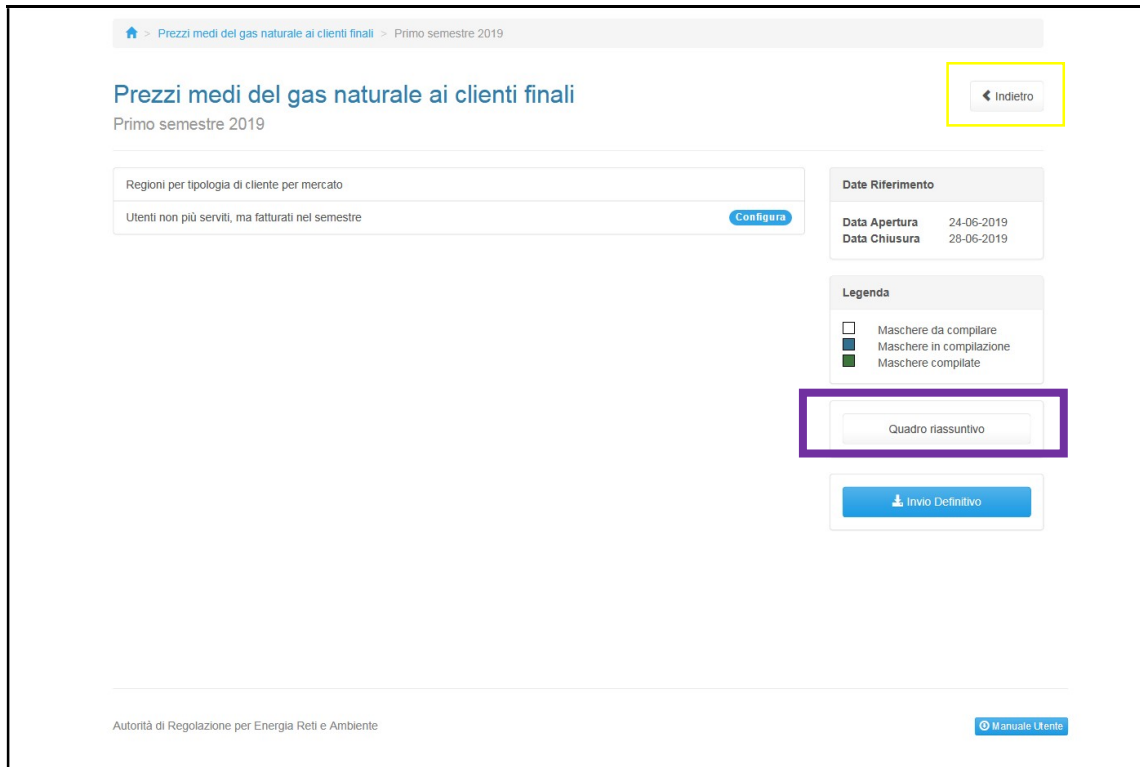 > Prezzi medi del gas naturale ai clienti finali > Primo semestre 2019
Prezzi medi del gas naturale ai clienti finali
Indietro
Primo semestre 2019
Regioni per tipologia di cliente per mercato
Utenti non più serviti, ma fatturati nel semestre Configura
Date Riferimento
Data Apertura 24-06-2019
Data Chiusura 28-06-2019
Legenda
Maschere da compilare
Maschere in compilazione
Maschere compilate
Quadro riassuntivo
Invio Definitivo
Autorità di Regolazione per Energia Reti e Ambiente
Manuale Utente